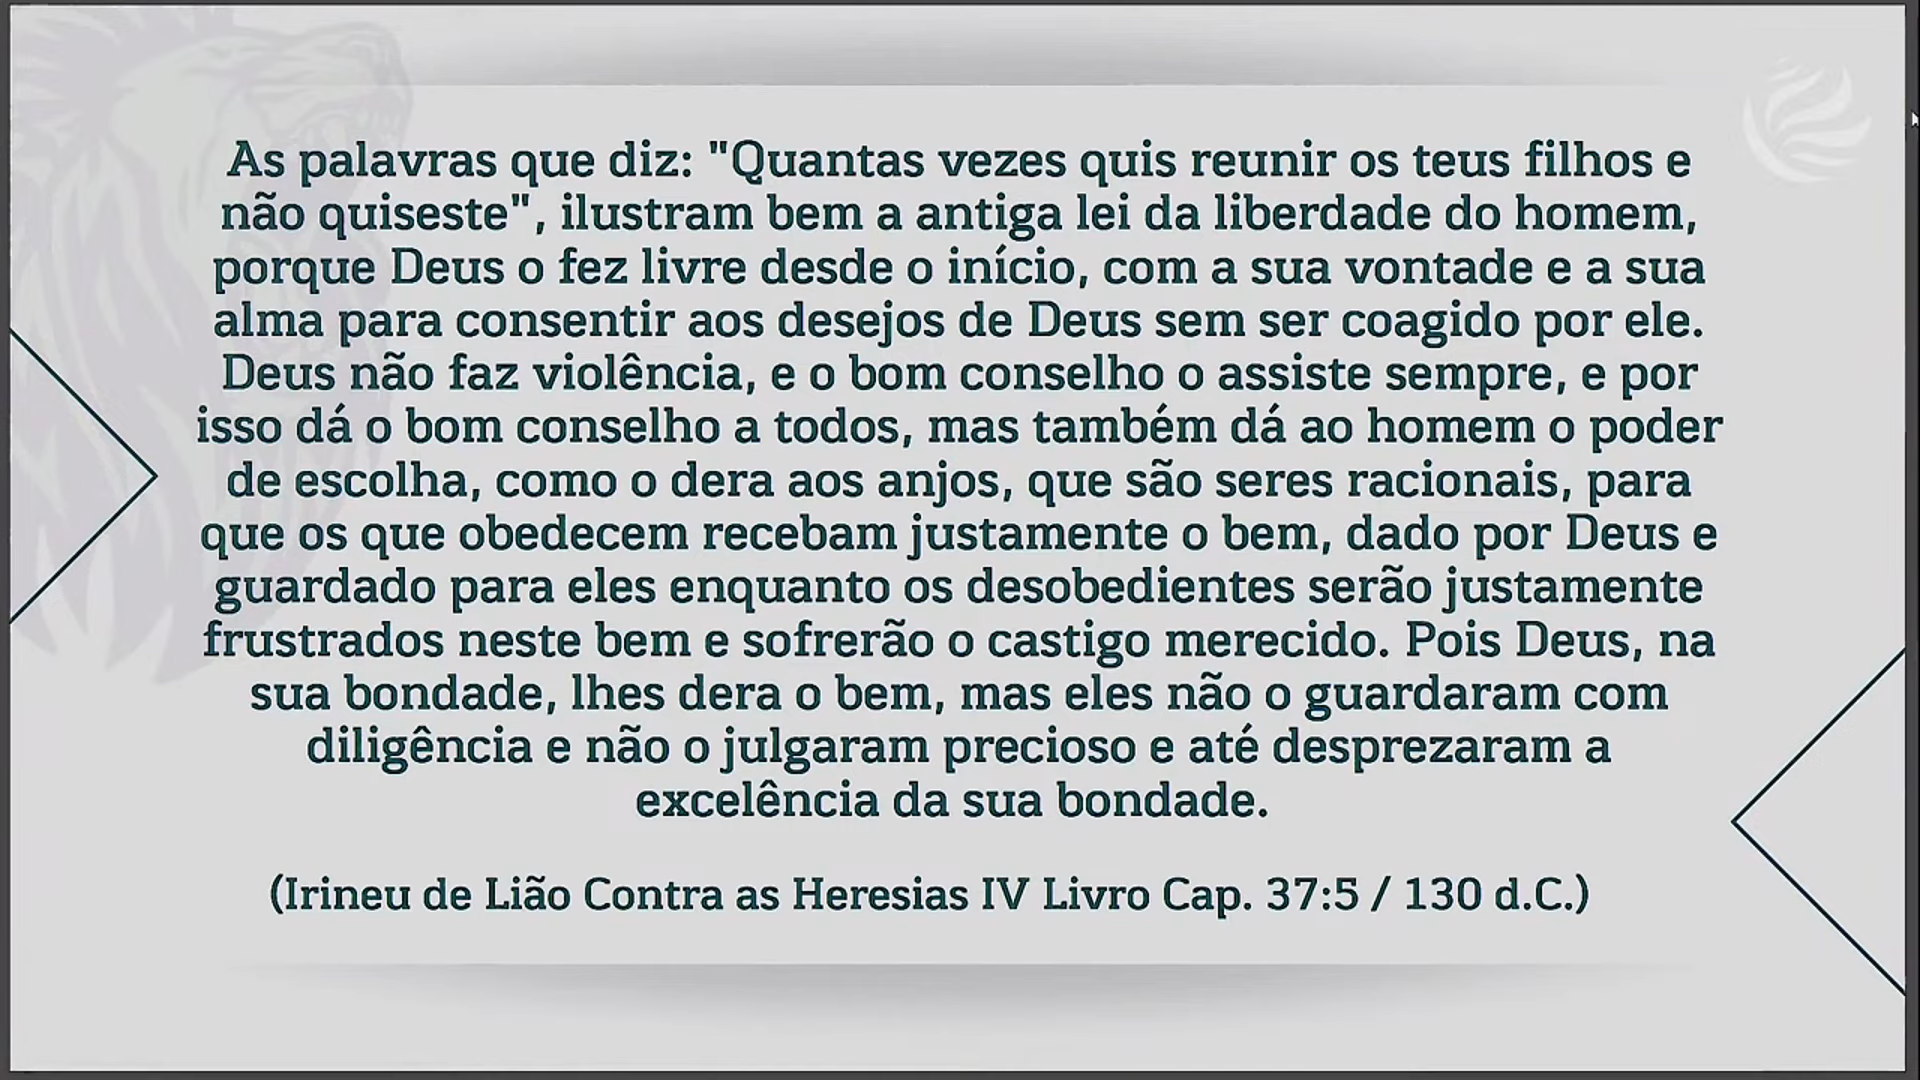 As palavras que diz: "Quantas vezes quis reunir os teus filhos e
não quiseste", ilustram bem a antiga lei da liberdade do homem,
porque Deus o fez livre desde o início, com a sua vontade e a sua
alma para consentir aos desejos de Deus sem ser coagido por ele.
Deus não faz violência, e o bom conselho o assiste sempre, e por
isso dá o bom conselho a todos, mas também dá ao homem o poder
de escolha, como o dera aos anjos, que são seres racionais, para
que os que obedecem recebam justamente o bem, dado por Deus e
guardado para eles enquanto os desobedientes serão justamente
frustrados neste bem e sofrerão o castigo merecido. Pois Deus, na
sua bondade, lhes dera o bem, mas eles não o guardaram com
diligência e não o julgaram precioso e até desprezaram a
excelência da sua bondade.
(Irineu de Lião Contra as Heresias IV Livro Cap. 37:5 / 130 d.C.)